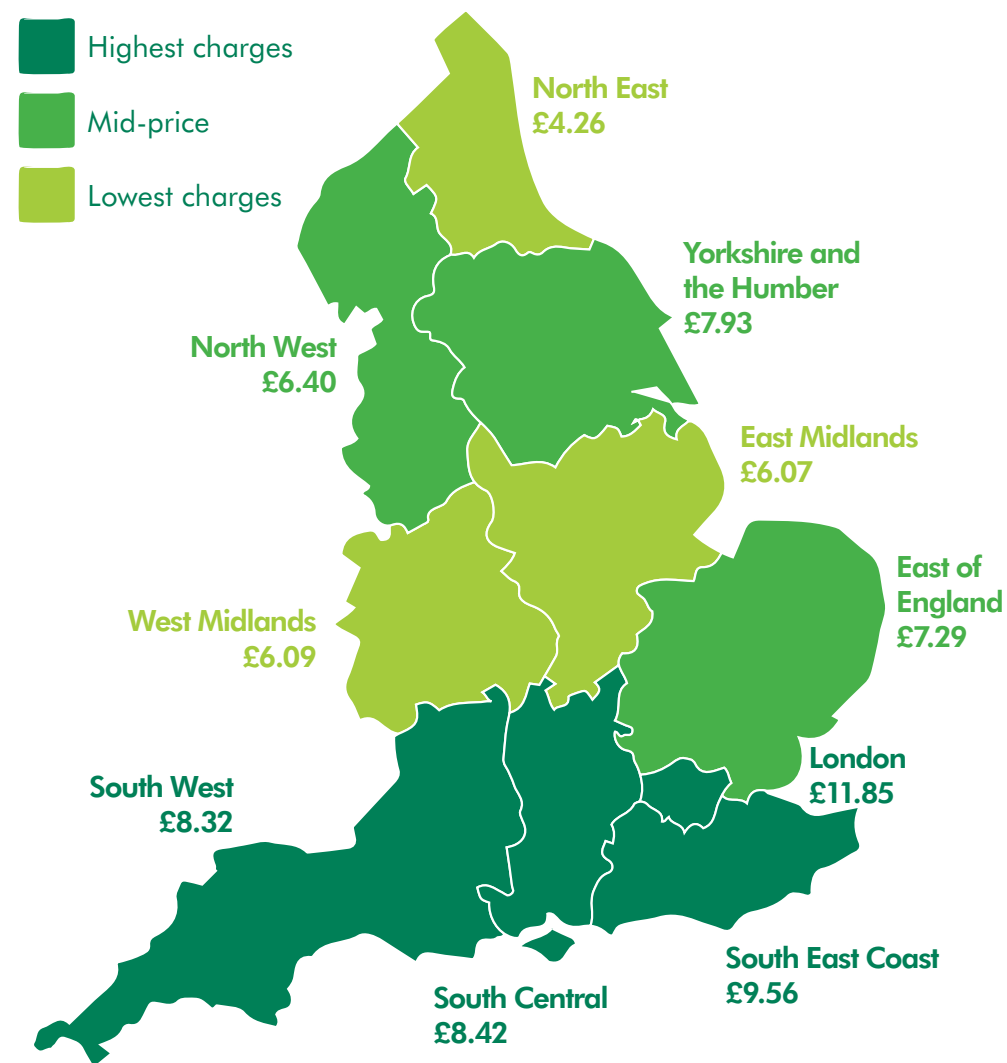 Highest charges
Mid-price
Lowest charges
North East
£4.26
Yorkshire and
the Humber
£7.93
North West
£6.40
East Midlands
£6.07
East of
England
£7.29
West Midlands
£6.09
London
£11.85
South West
£8.32
South East Coast
£9.56
South Central
£8.42